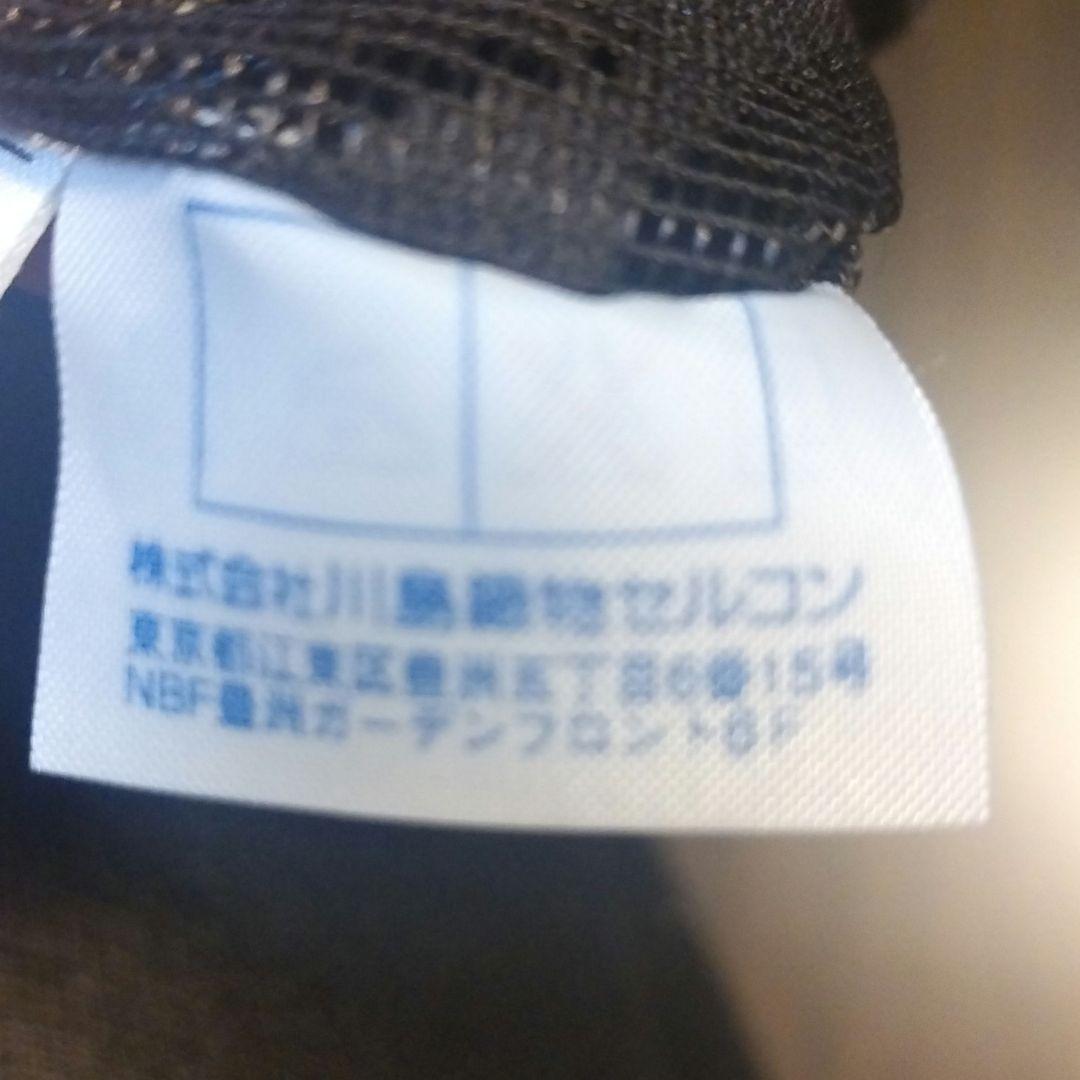 株式会社川島織物セルコン
東京都江東区豊洲五丁目6番15号
NBF豊洲ガーデンフロント6F